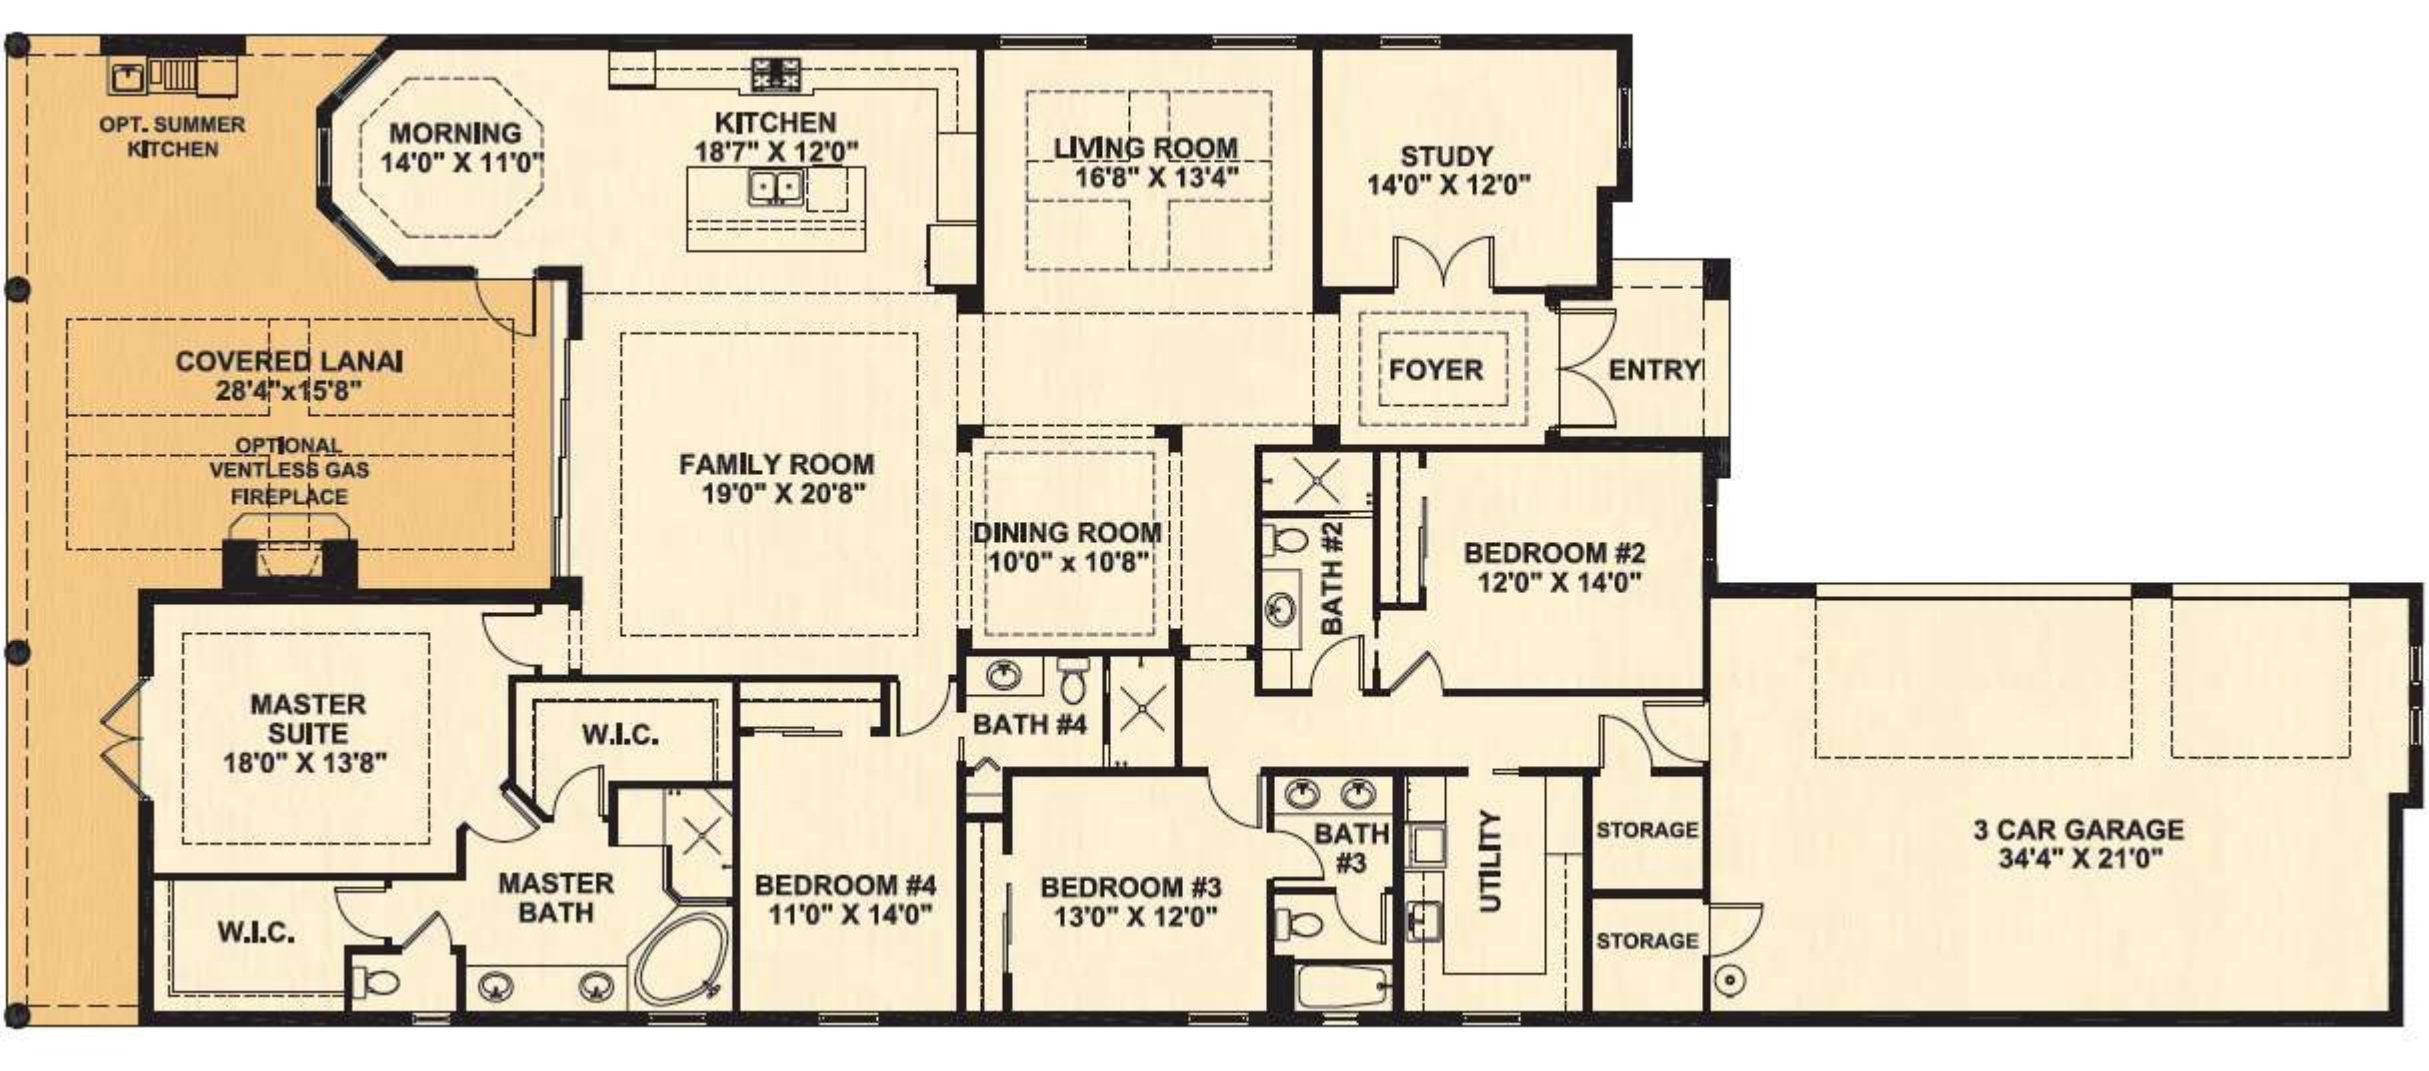 OPT. SUMMER
KITCHEN
MORNING
14'0" X 11'0"
KITCHEN
18'7" X 12'0"
LIVING ROOM
16'8" X 13'4"
STUDY
14'0" X 12'0"
COVERED LANAI
28'4"x15'8"
OPTIONAL
VENTLESS GAS
FIREPLACE
FAMILY ROOM
19'0" X 20'8"
FOYER
ENTRY
DINING ROOM
10'0" x 10'8"
BATH #2
BEDROOM #2
12'0" X 14'0"
MASTER
SUITE
18'0" X 13'8"
W.I.C.
BATH #4
W.I.C.
MASTER
BATH
BEDROOM #4
11'0" X 14'0"
BEDROOM #3
13'0" X 12'0"
BATH
#3
UTILITY
STORAGE
STORAGE
3 CAR GARAGE
34'4" X 21'0"